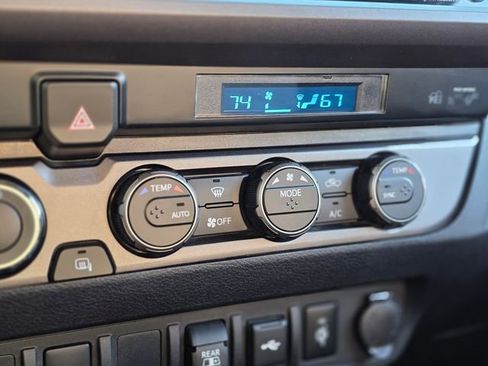 74 67
TEMP
AUTO
OFF
MODE
A/C
TEMP
SYNC
REAR